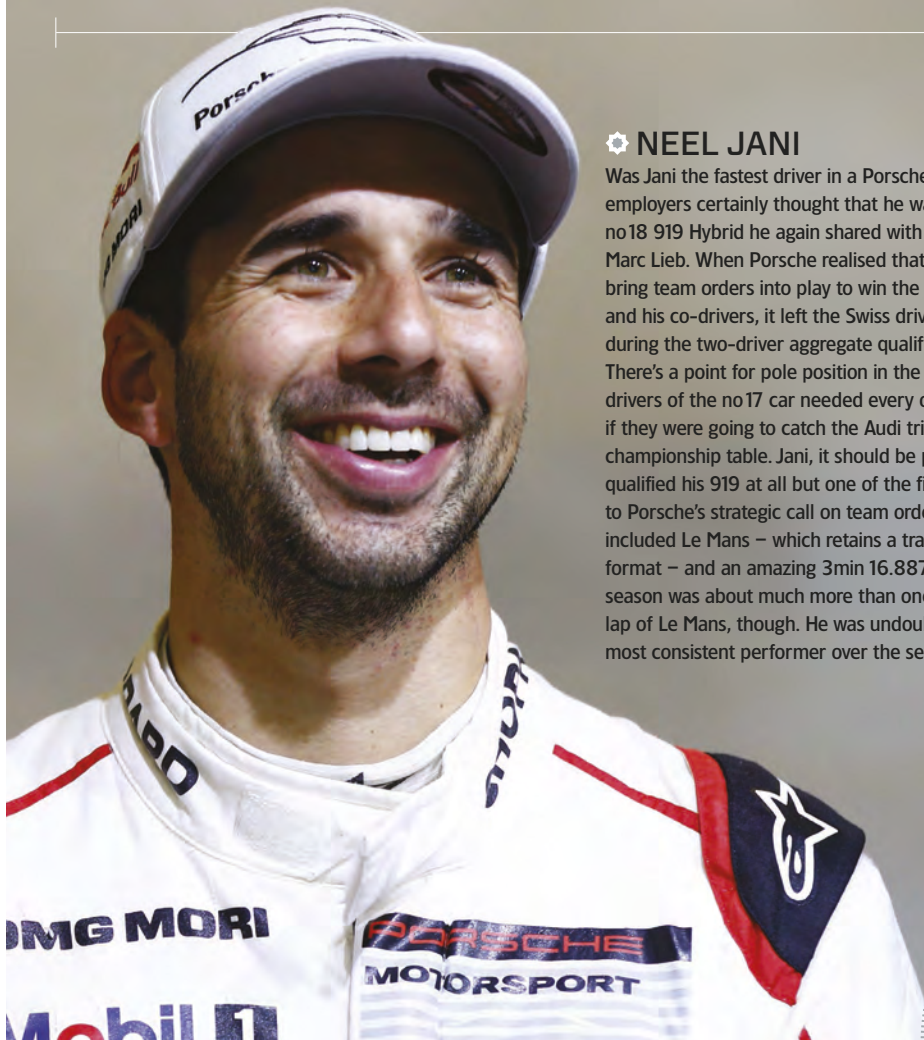 Porsche
MORI
NEEL JANI
Was Jani the fastest driver in a Porsche
employers certainly thought that he wa
no18 919 Hybrid he again shared with
Marc Lieb. When Porsche realised that
bring team orders into play to win the
and his co-drivers, it left the Swiss driv
during the two-driver aggregate qualif
There’s a point for pole position in the
drivers of the no17 car needed every
if they were going to catch the Audi tri
championship table. Jani, it should be
qualified his 919 at all but one of the
to Porsche’s strategic call on team orde
included Le Mans – which retains a tra
format – and an amazing 3min 16.887
season was about much more than one
lap of Le Mans, though. He was undou
most consistent performer over the se
DMG MORI
PORSCHE
MOTORSPORT
Mobil 1